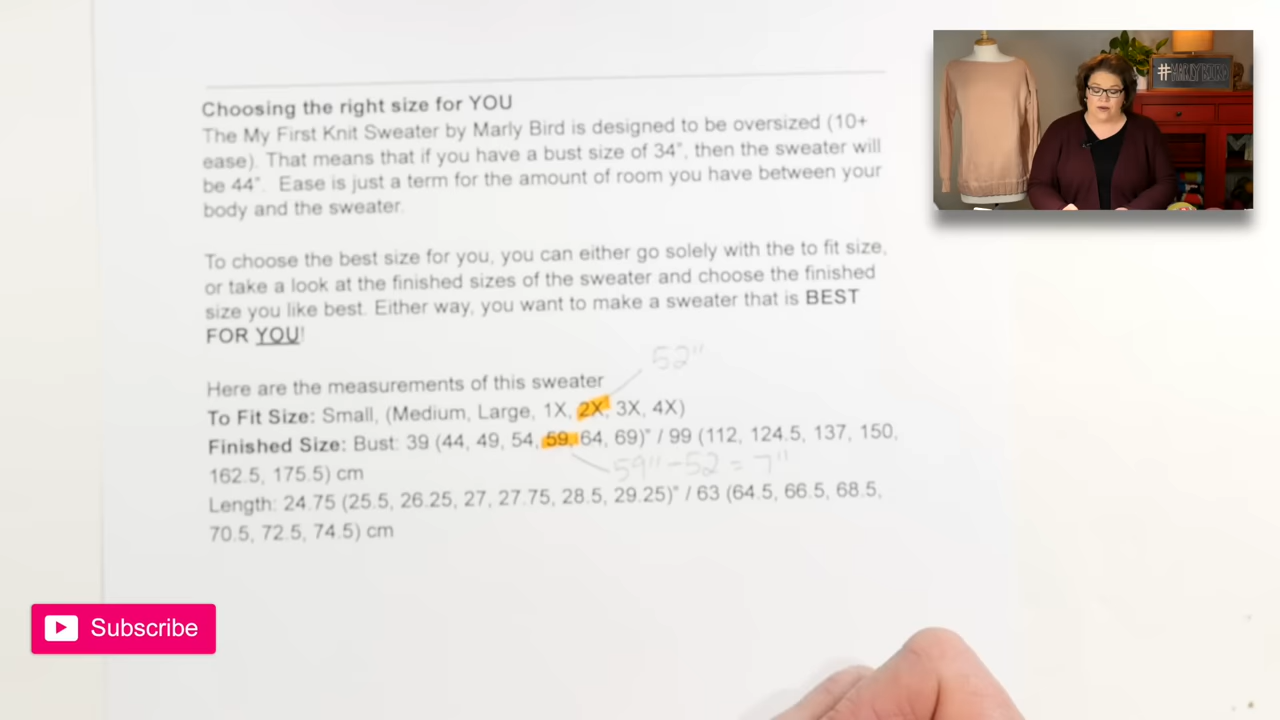 Choosing the right size for YOU
The My First Knit Sweater by Marly Bird is designed to be oversized (10+
ease). That means that if you have a bust size of 34", then the sweater will
be 44". Ease is just a term for the amount of room you have between your
body and the sweater.
To choose the best size for you, you can either go solely with the to fit size,
or take a look at the finished sizes of the sweater and choose the finished
size you like best. Either way, you want to make a sweater that is BEST
FOR YOU!
52"
Here are the measurements of this sweater
To Fit Size: Small, (Medium, Large, 1X, 2X, 3X, 4X)
Finished Size: Bust: 39 (44, 49, 54, 59, 64, 69)" / 99 (112, 124.5, 137, 150,
162.5, 175.5) cm
59" - 52 = 7"
Length: 24.75 (25.5, 26.25, 27, 27.75, 28.5, 29.25)" / 63 (64.5, 66.5, 68.5,
70.5, 72.5, 74.5) cm
#MARLYBIRD
Subscribe